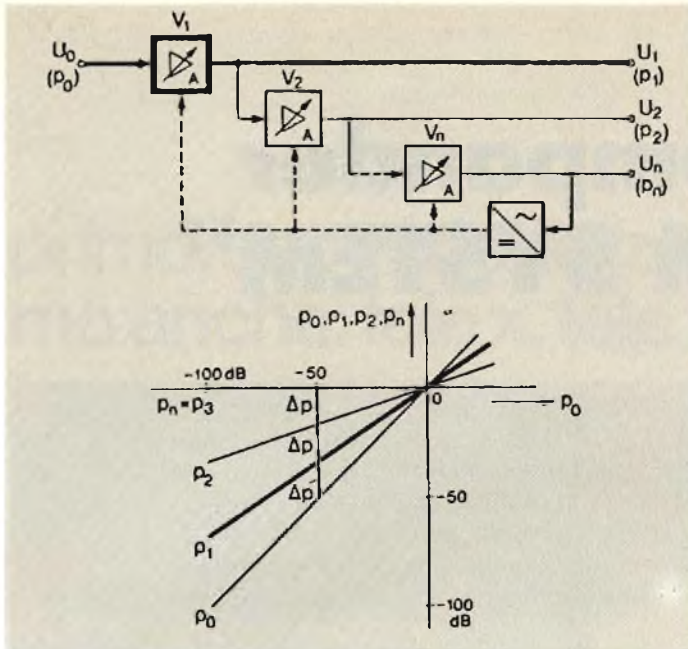 V₁
U₀
(p₀)
A
U₁
(p₁)
V₂
A
U₂
(p₂)
Vₙ
A
Uₙ
(pₙ)
= ~
p₀, p₁, p₂, pₙ
-100 dB
-50
0
p₀
pₙ = p₃
Δp
p₂
Δp
Δp
-50
p₁
p₀
-100
dB